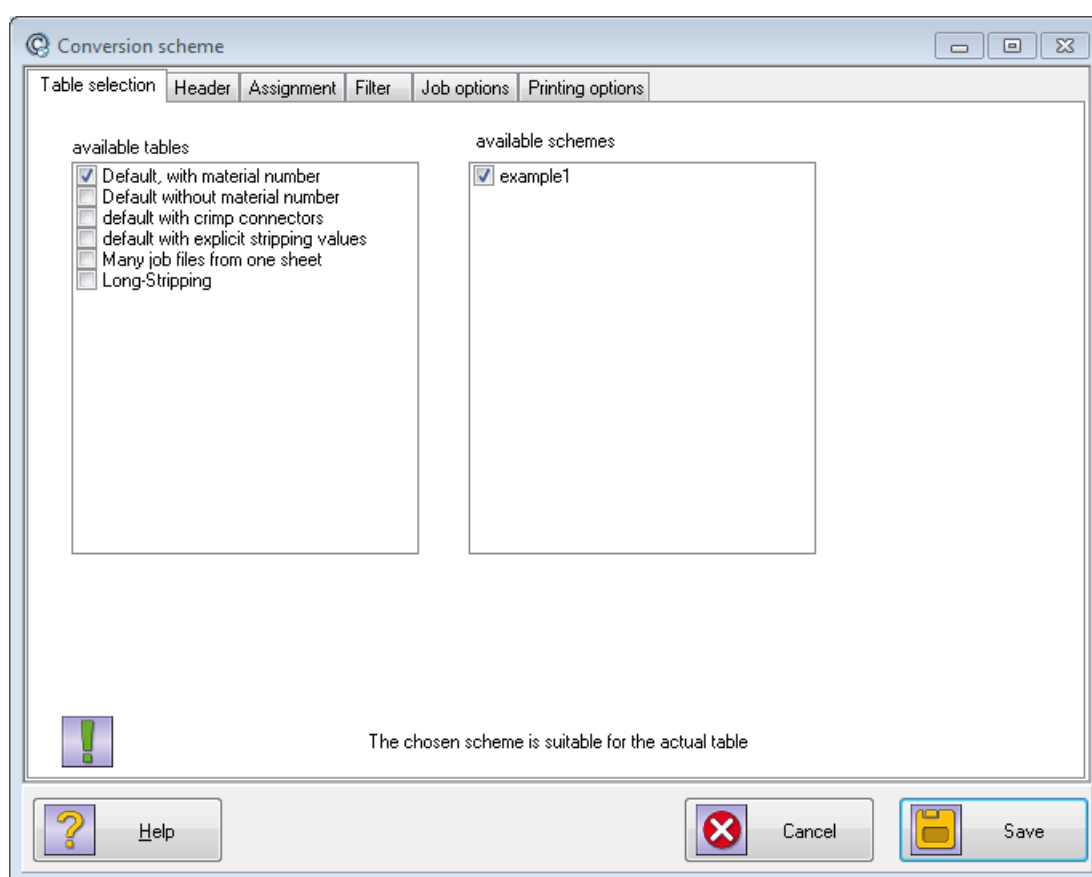 Conversion scheme
Table selection Header Assignment Filter Job options Printing options
available tables
Default, with material number
Default without material number
default with crimp connectors
default with explicit stripping values
Many job files from one sheet
Long-Stripping
available schemes
example1
The chosen scheme is suitable for the actual table
Help Cancel Save